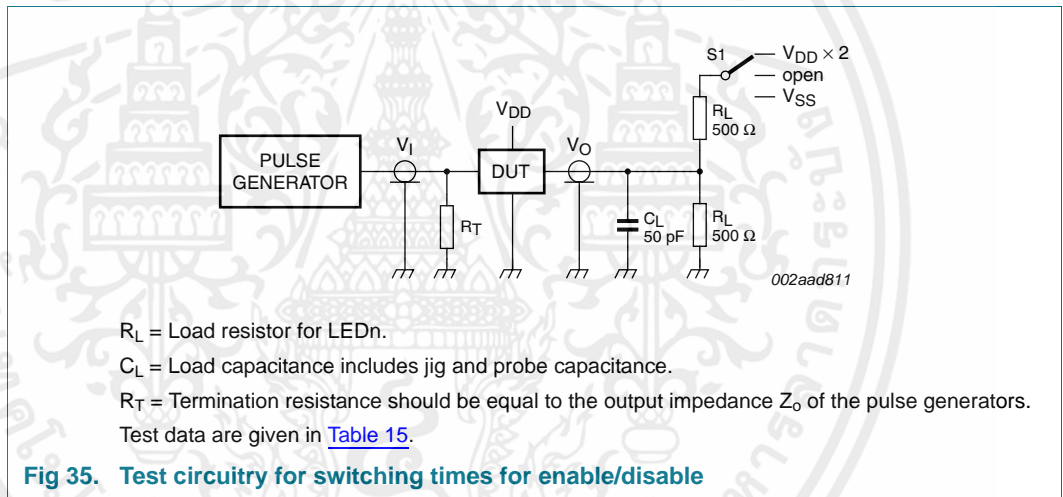 S1
V_DD × 2
open
V_SS
R_L
500 Ω
V_DD
V_I
V_O
PULSE
GENERATOR
DUT
R_T
C_L
50 pF
R_L
500 Ω
002aad811
R_L = Load resistor for LEDn.
C_L = Load capacitance includes jig and probe capacitance.
R_T = Termination resistance should be equal to the output impedance Z_o of the pulse generators.
Test data are given in Table 15.
Fig 35. Test circuitry for switching times for enable/disable